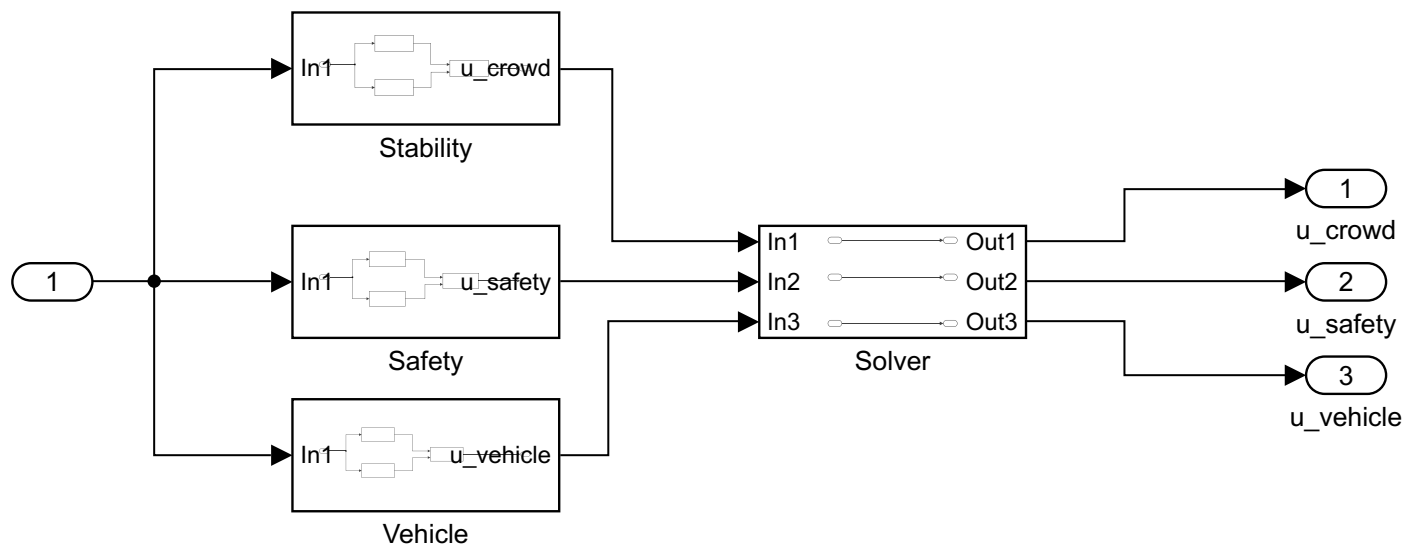 In1
u_crowd
Stability
1
In1
u_safety
Safety
In1
u_vehicle
Vehicle
In1
In2
In3
Out1
Out2
Out3
Solver
1
u_crowd
2
u_safety
3
u_vehicle